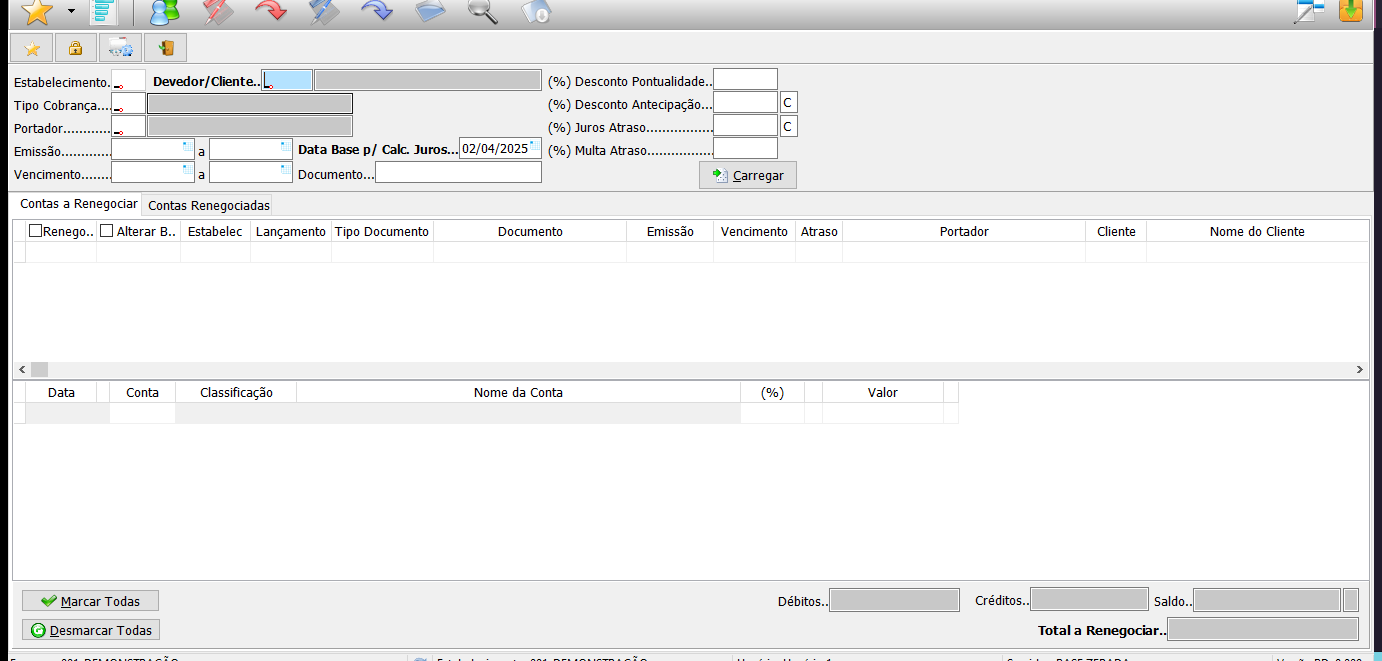 Estabelecimento. Devedor/Cliente.. (%) Desconto Pontualidade..
Tipo Cobrança.... (%) Desconto Antecipação... C
Portador............ (%) Juros Atraso................. C
Emissão............. a Data Base p/ Calc. Juros... 02/04/2025 (%) Multa Atraso.................
Vencimento........ a Documento... Carregar
Contas a Renegociar Contas Renegociadas
Renego.. Alterar B.. Estabelec Lançamento Tipo Documento Documento Emissão Vencimento Atraso Portador Cliente Nome do Cliente
Data Conta Classificação Nome da Conta (%) Valor
Marcar Todas Débitos.. Créditos.. Saldo..
Desmarcar Todas Total a Renegociar..